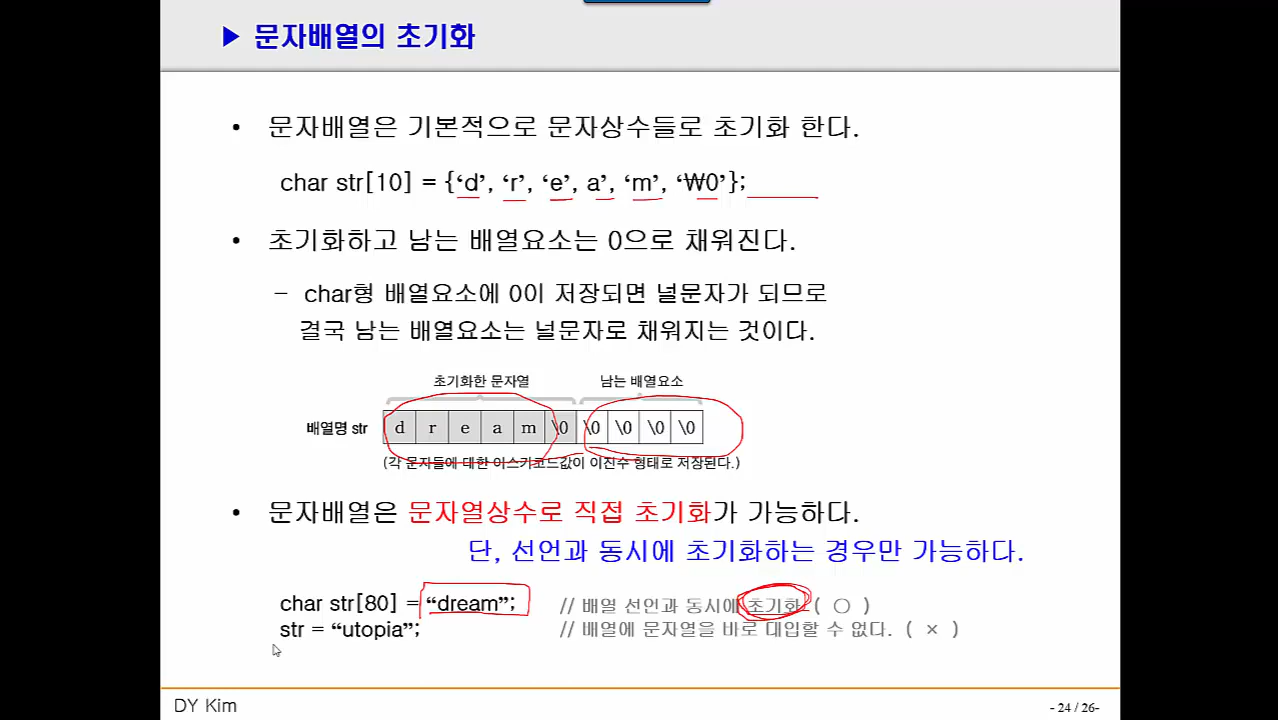 ▶ 문자배열의 초기화
• 문자배열은 기본적으로 문자상수들로 초기화 한다.
char str[10] = {‘d’, ‘r’, ‘e’, a’, ‘m’, ‘₩0’};
• 초기화하고 남는 배열요소는 0으로 채워진다.
– char형 배열요소에 0이 저장되면 널문자가 되므로
결국 남는 배열요소는 널문자로 채워지는 것이다.
초기화한 문자열 남는 배열요소
배열명 str d r e a m \0 \0 \0 \0 \0
(각 문자들에 대한 아스키코드값이 이진수 형태로 저장된다.)
• 문자배열은 문자열상수로 직접 초기화가 가능하다.
단, 선언과 동시에 초기화하는 경우만 가능하다.
char str[80] = “dream”; // 배열 선언과 동시에 초기화 ( ○ )
str = “utopia”; // 배열에 문자열을 바로 대입할 수 없다. ( × )
DY Kim - 24 / 26-